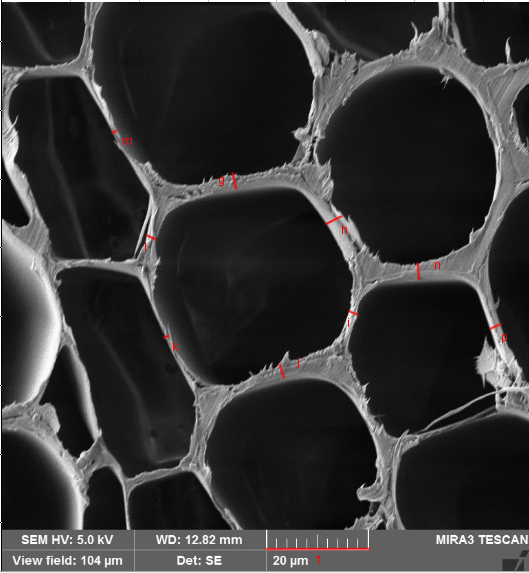 m
g
h
n
i
p
l
SEM HV: 5.0 kV WD: 12.82 mm MIRA3 TESCAN
View field: 104 µm Det: SE 20 µm f